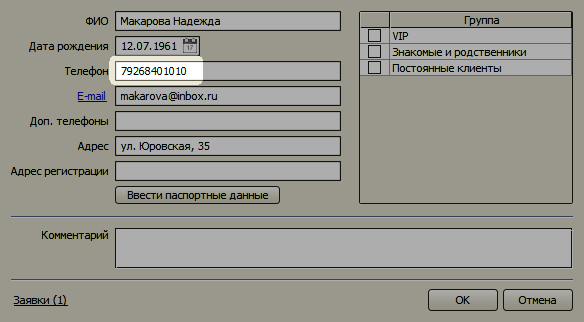 ФИО Макарова Надежда
Дата рождения 12.07.1961 17
Телефон 79268401010
E-mail makarova@inbox.ru
Доп. телефоны
Адрес ул. Юровская, 35
Адрес регистрации
Ввести паспортные данные
Группа
VIP
Знакомые и родственники
Постоянные клиенты
Комментарий
Заявки (1)
OK Отмена